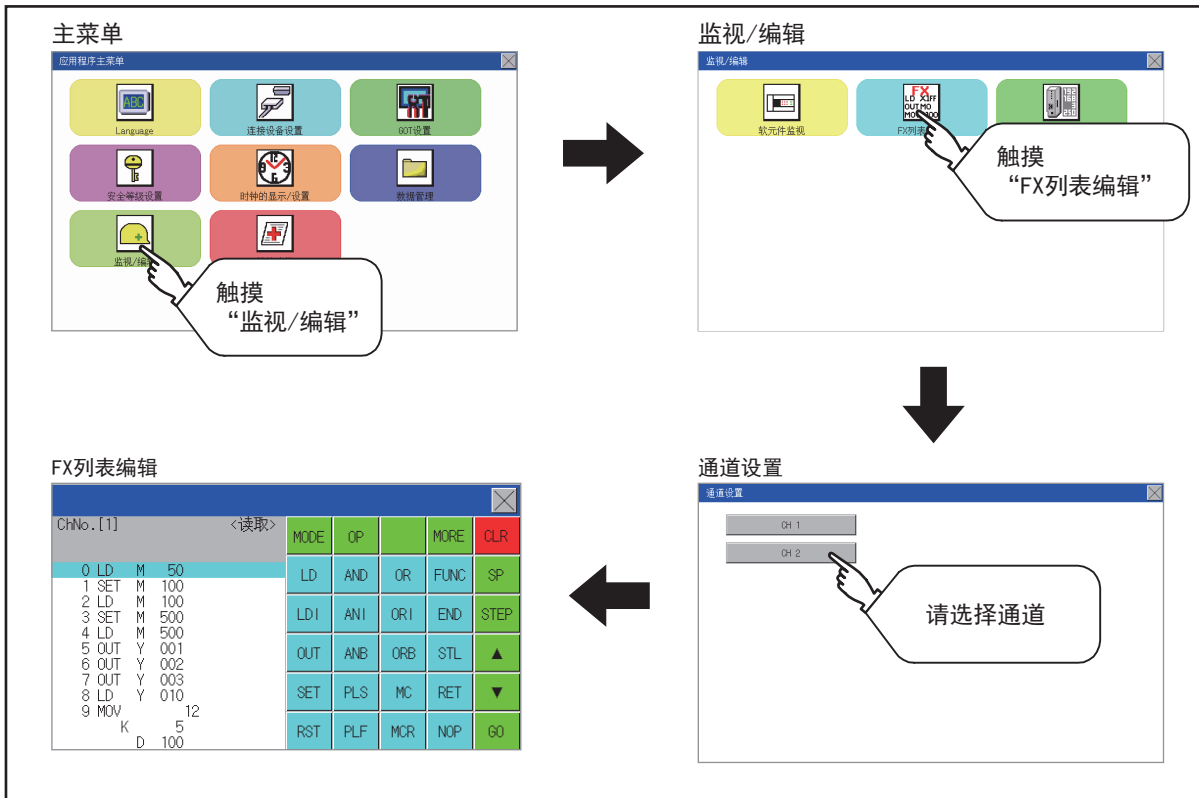 主菜单
应用程序主菜单
ABC
Language
连接设备设置
GOT设置
安全等级设置
时钟的显示/设置
数据管理
监视/编辑
触摸
“监视/编辑”
监视/编辑
监视/编辑
软元件监视
FX
FX列表
触摸
“FX列表编辑”
通道设置
通道设置
CH 1
CH 2
请选择通道
FX列表编辑
ChNo.[1] <读取>
0 LD M 50
1 SET M 100
2 LD M 100
3 SET M 500
4 LD M 500
5 OUT Y 001
6 OUT Y 002
7 OUT Y 003
8 LD Y 010
9 MOV 12
K 5
D 100
MODE OP MORE CLR
LD AND OR FUNC SP
LDI ANI ORI END STEP
OUT ANB ORB STL ▲
SET PLS MC RET ▼
RST PLF MCR NOP GO